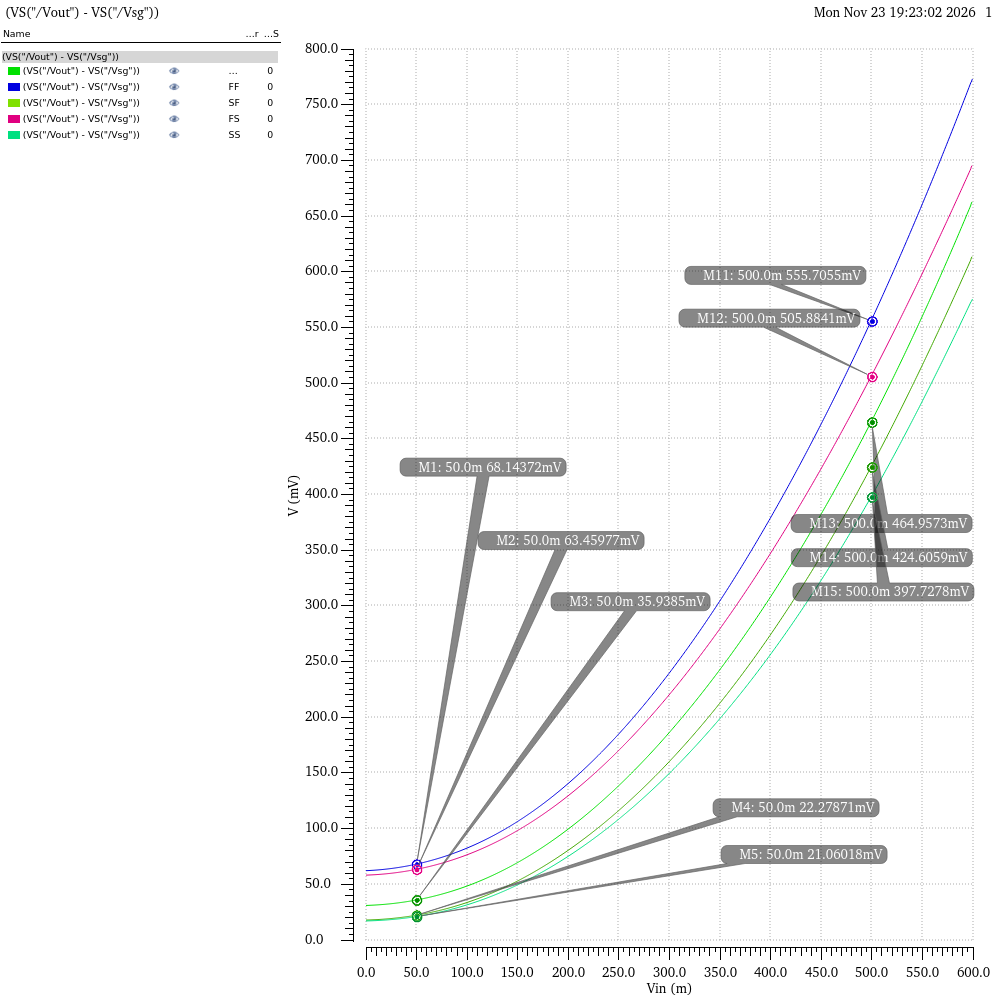 (VS("/Vout") - VS("/Vsg"))
Mon Nov 23 19:23:02 2026 1
Name ...r ...S
(VS("/Vout") - VS("/Vsg"))
(VS("/Vout") - VS("/Vsg")) ... 0
(VS("/Vout") - VS("/Vsg")) FF 0
(VS("/Vout") - VS("/Vsg")) SF 0
(VS("/Vout") - VS("/Vsg")) FS 0
(VS("/Vout") - VS("/Vsg")) SS 0
800.0
750.0
700.0
650.0
600.0
550.0
500.0
450.0
400.0
350.0
300.0
250.0
200.0
150.0
100.0
50.0
0.0
V (mV)
M11: 500.0m 555.7055mV
M12: 500.0m 505.8841mV
M1: 50.0m 68.14372mV
M2: 50.0m 63.45977mV
M3: 50.0m 35.9385mV
M13: 500.0m 464.9573mV
M14: 500.0m 424.6059mV
M15: 500.0m 397.7278mV
M4: 50.0m 22.27871mV
M5: 50.0m 21.06018mV
0.0 50.0 100.0 150.0 200.0 250.0 300.0 350.0 400.0 450.0 500.0 550.0 600.0
Vin (m)